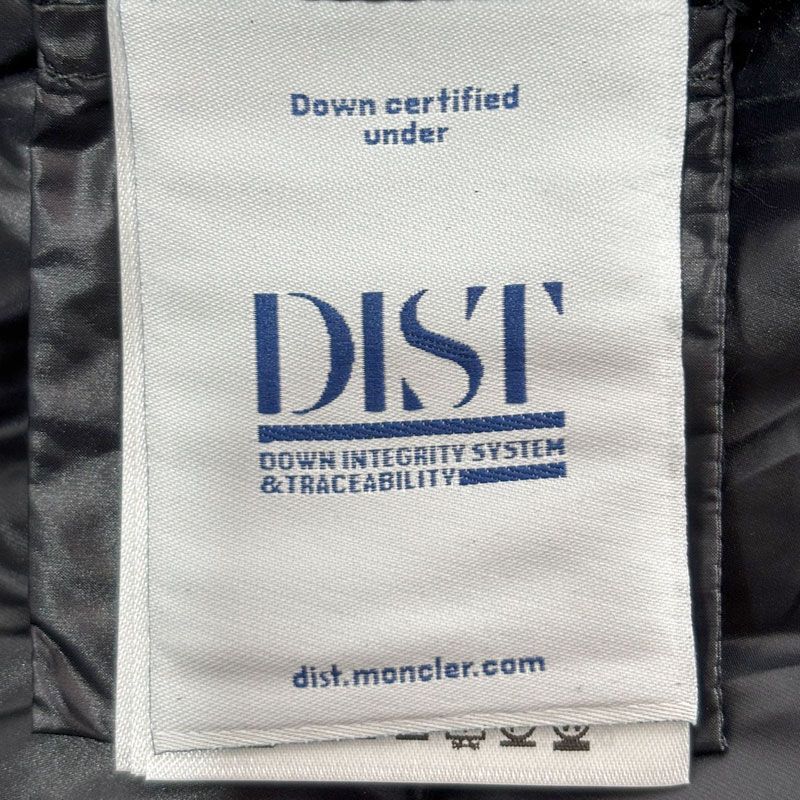 Down certified
under
DIST
DOWN INTEGRITY SYSTEM
&TRACEABILITY
dist.moncler.com